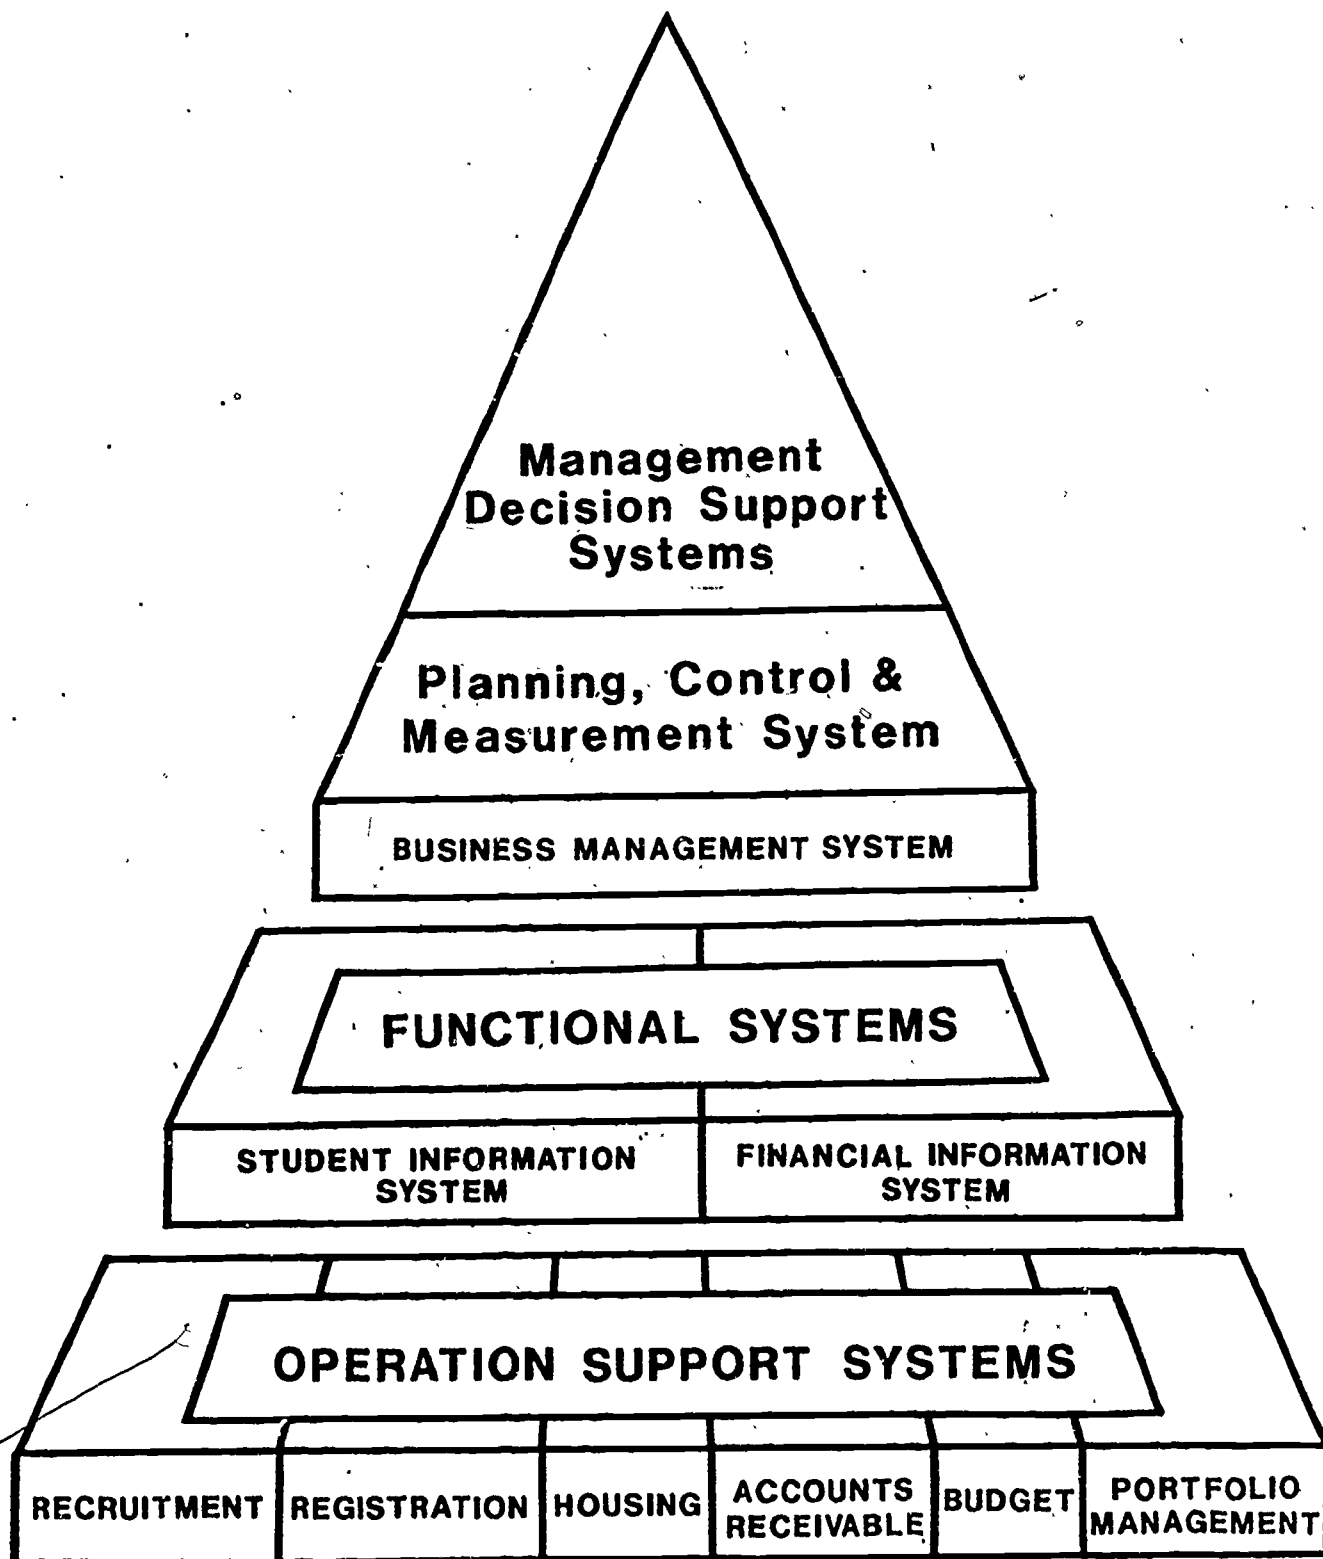 Management
Decision Support
Systems
Planning, Control &
Measurement System
BUSINESS MANAGEMENT SYSTEM
FUNCTIONAL SYSTEMS
STUDENT INFORMATION
SYSTEM
FINANCIAL INFORMATION
SYSTEM
OPERATION SUPPORT SYSTEMS
RECRUITMENT
REGISTRATION
HOUSING
ACCOUNTS
RECEIVABLE
BUDGET
PORTFOLIO
MANAGEMENT